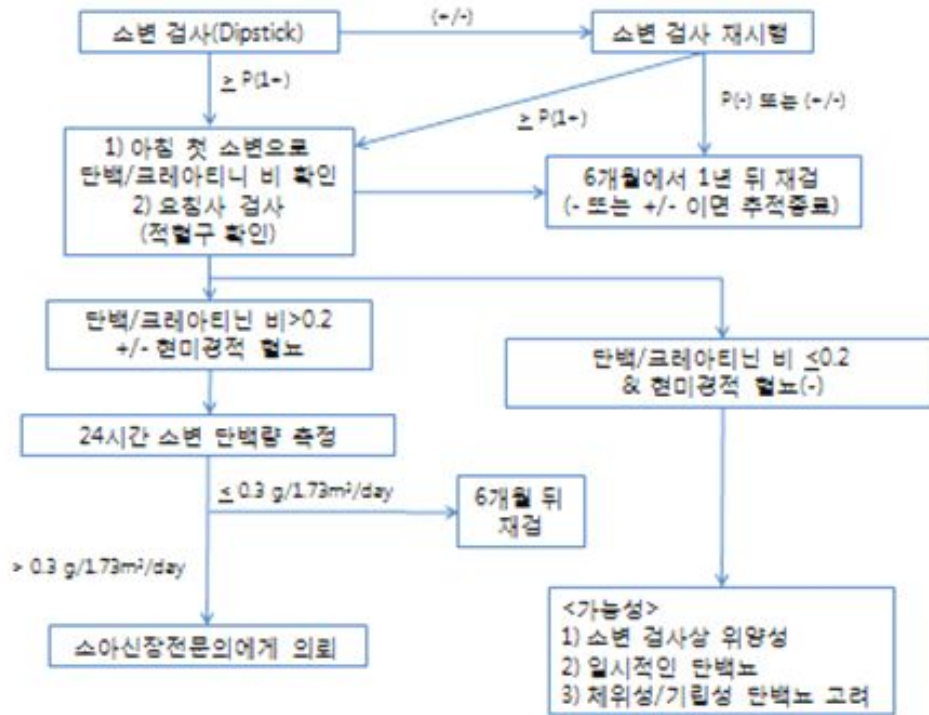 소변 검사(Dipstick)
(+/-)
소변 검사 재시행
≥ P(1+)
≥ P(1+)
P(-) 또는 (+/-)
1) 아침 첫 소변으로
단백/크레아티니 비 확인
2) 요침사 검사
(적혈구 확인)
6개월에서 1년 뒤 재검
(- 또는 +/- 이면 추적종료)
단백/크레아티닌 비>0.2
+/- 현미경적 혈뇨
단백/크레아티닌 비 ≤0.2
& 현미경적 혈뇨(-)
24시간 소변 단백량 측정
≤ 0.3 g/1.73m²/day
6개월 뒤
재검
> 0.3 g/1.73m²/day
소아신장전문의에게 의뢰
<가능성>
1) 소변 검사상 위양성
2) 일시적인 단백뇨
3) 체위성/기립성 단백뇨 고려